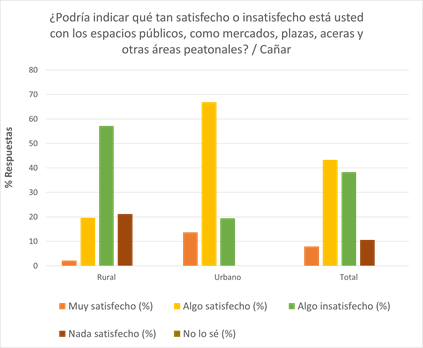 ¿Podría indicar qué tan satisfecho o insatisfecho está usted
con los espacios públicos, como mercados, plazas, aceras y
otras áreas peatonales? / Cañar
80
70
60
50
40
30
20
10
0
% Respuestas
Rural Urbano Total
Muy satisfecho (%) Algo satisfecho (%) Algo insatisfecho (%)
Nada satisfecho (%) No lo sé (%)